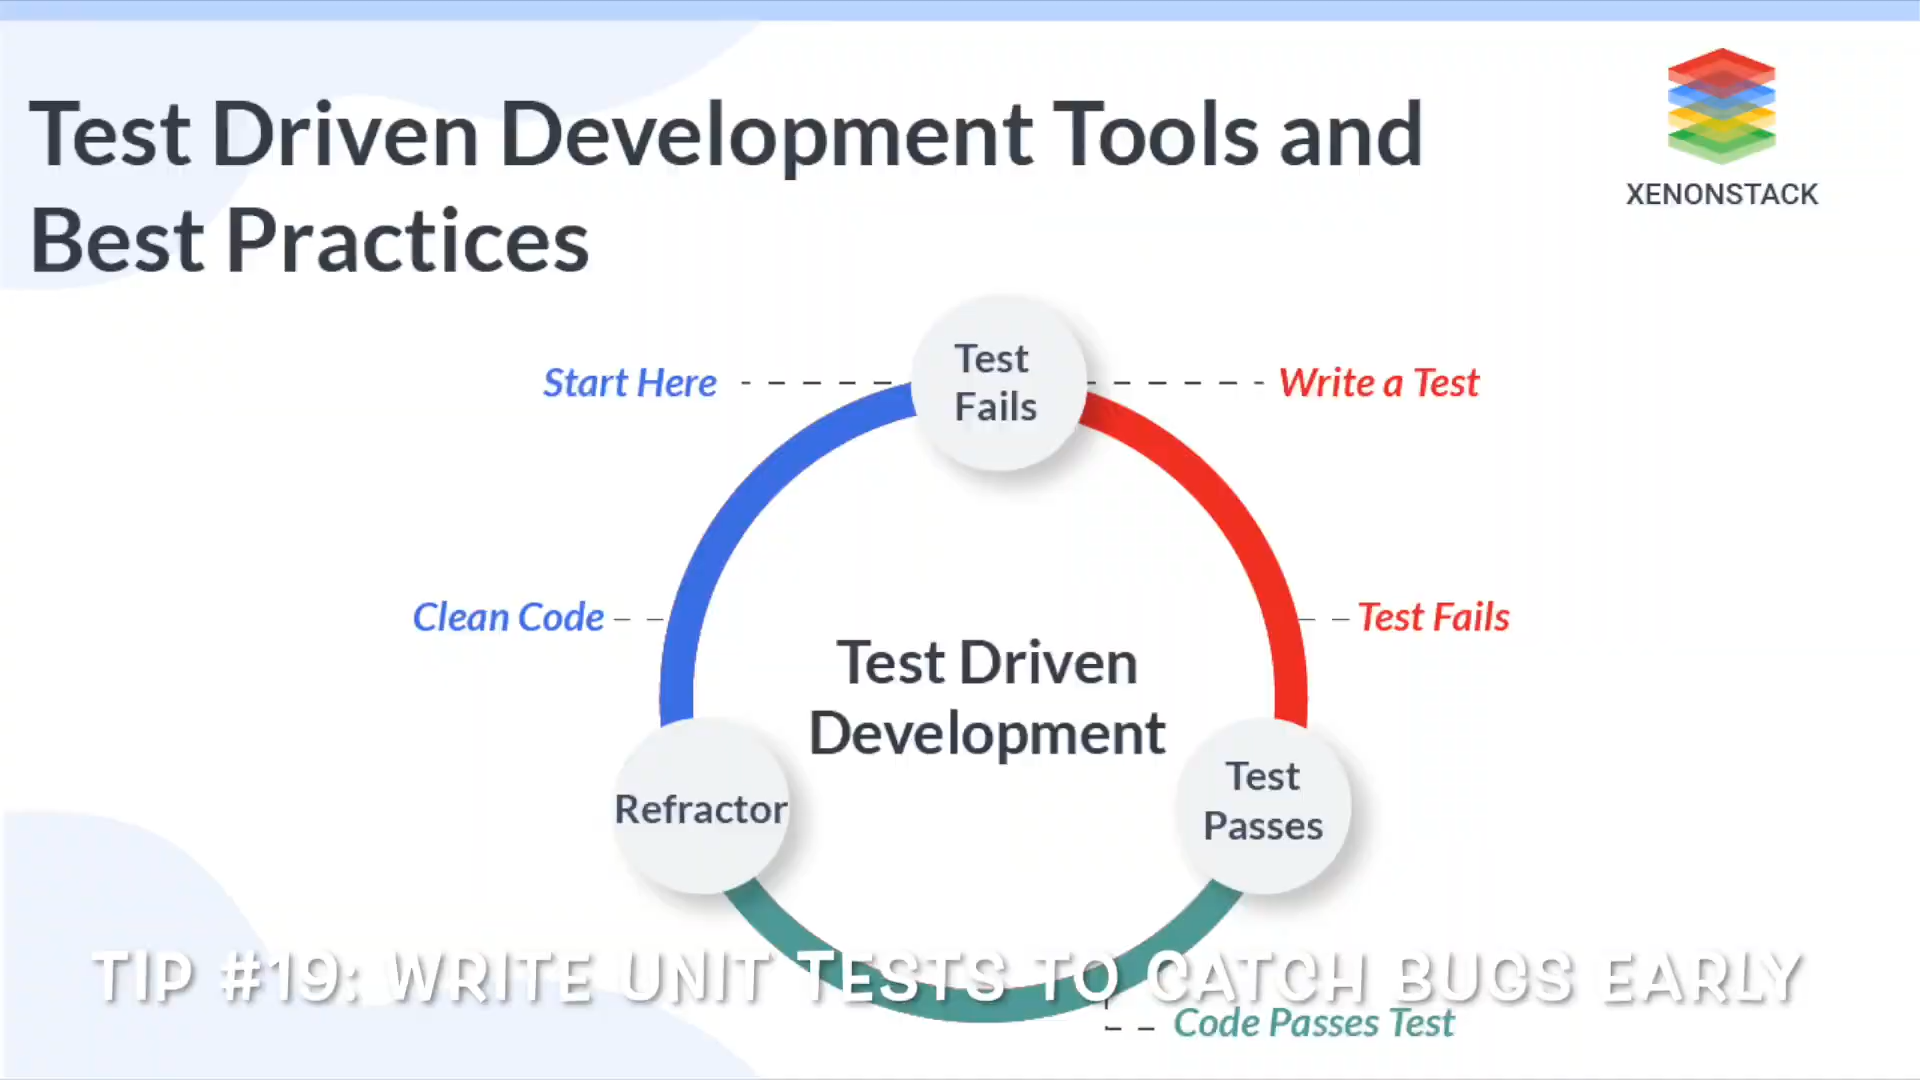 Test Driven Development Tools and
Best Practices
XENONSTACK
Test
Fails
Start Here
Write a Test
Clean Code
Test Fails
Test Driven
Development
Refractor
Test
Passes
TIP #19: WRITE UNIT TESTS TO CATCH BUGS EARLY
Code Passes Test